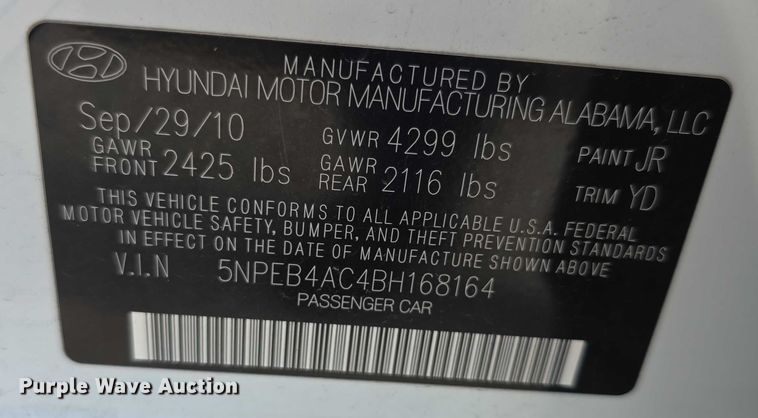 MANUFACTURED BY
HYUNDAI MOTOR MANUFACTURING ALABAMA, LLC
Sep/29/10 GVWR 4299 lbs PAINT JR
GAWR FRONT 2425 lbs GAWR REAR 2116 lbs TRIM YD
THIS VEHICLE CONFORMS TO ALL APPLICABLE U.S.A. FEDERAL
MOTOR VEHICLE SAFETY, BUMPER, AND THEFT PREVENTION STANDARDS
IN EFFECT ON THE DATE OF MANUFACTURE SHOWN ABOVE
V.I.N 5NPEB4AC4BH168164
PASSENGER CAR
Purple Wave Auction